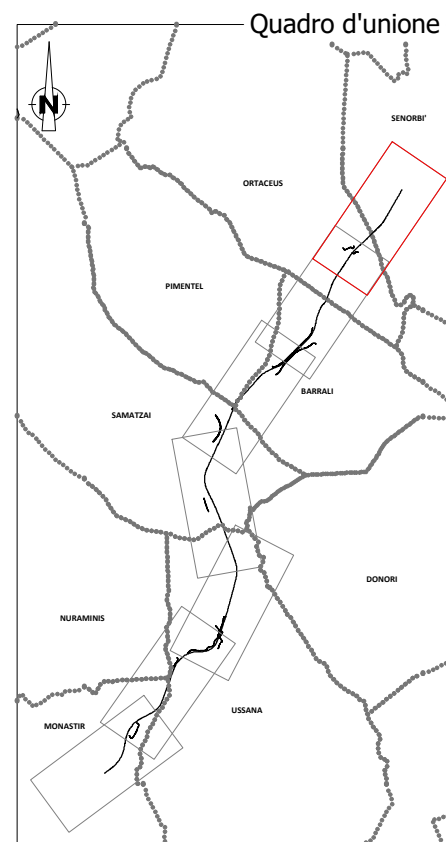 Quadro d'unione
N
SENORBI'
ORTACEUS
PIMENTEL
BARRALI
SAMATZAI
DONORI
NURAMINIS
USSANA
MONASTIR